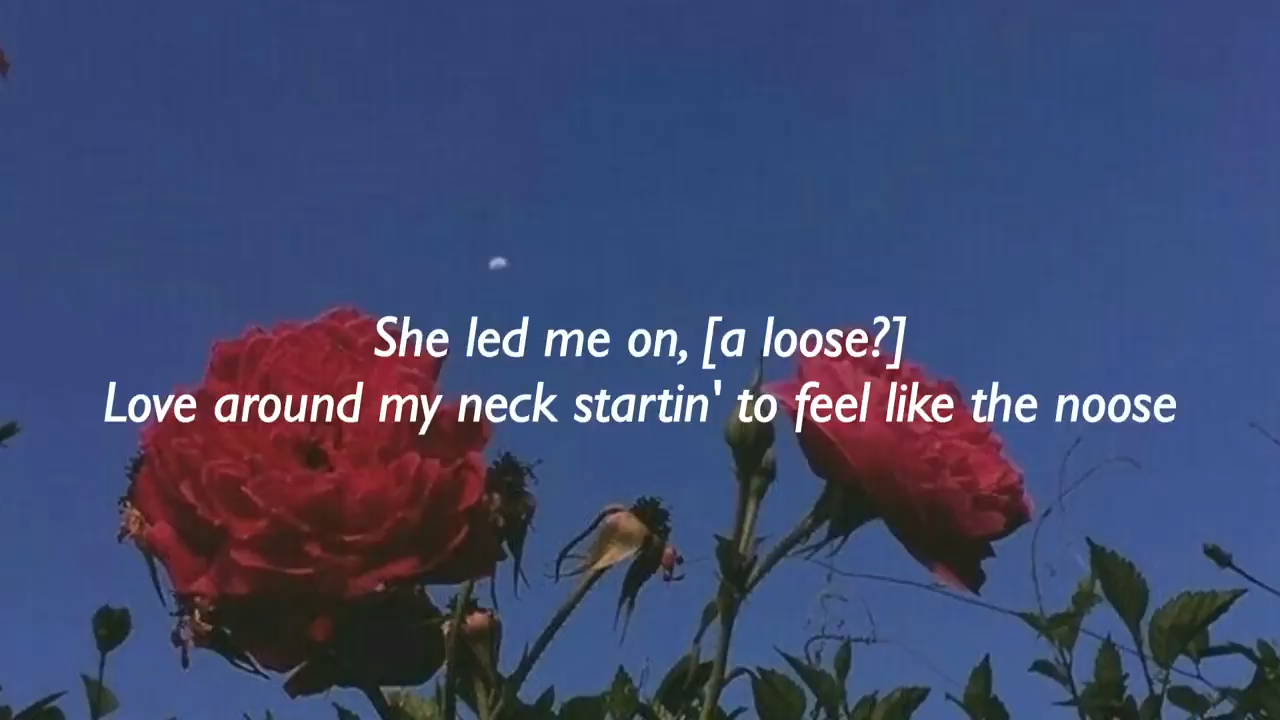 She led me on, [a loose?]
Love around my neck startin' to feel like the noose